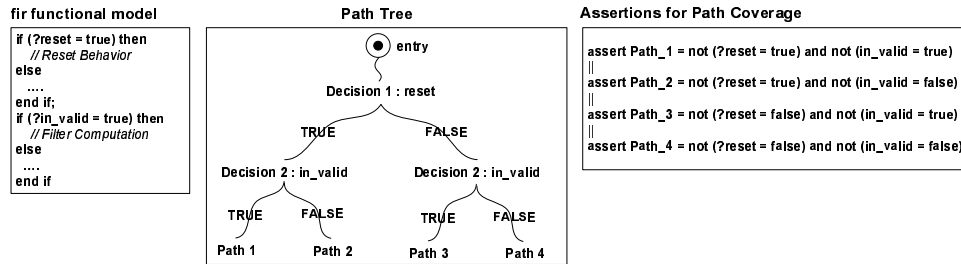 fir functional model
if (?reset = true) then
// Reset Behavior
else
....
end if;
if (?in_valid = true) then
// Filter Computation
else
....
end if
Path Tree
entry
Decision 1 : reset
TRUE FALSE
Decision 2 : in_valid Decision 2 : in_valid
TRUE FALSE TRUE FALSE
Path 1 Path 2 Path 3 Path 4
Assertions for Path Coverage
assert Path_1 = not (?reset = true) and not (in_valid = true)
||
assert Path_2 = not (?reset = true) and not (in_valid = false)
||
assert Path_3 = not (?reset = false) and not (in_valid = true)
||
assert Path_4 = not (?reset = false) and not (in_valid = false)